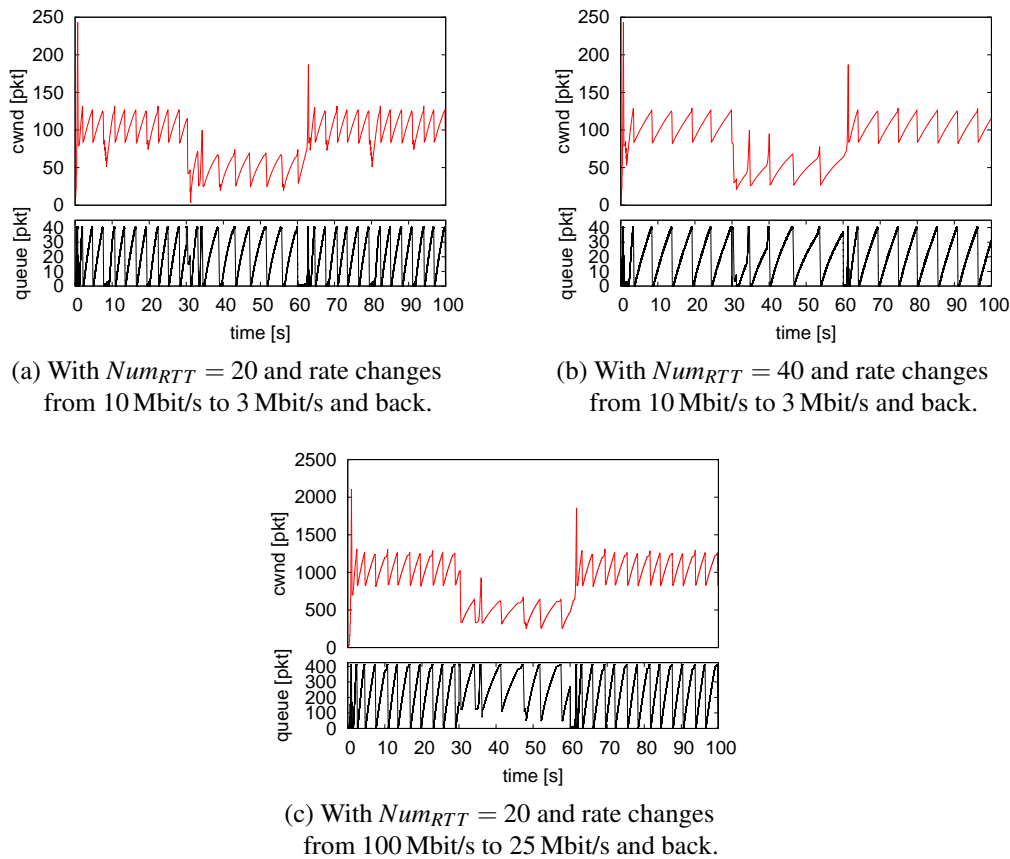 250
200
150
100
50
0
cwnd [pkt]
40
30
20
10
0
queue [pkt]
0 10 20 30 40 50 60 70 80 90 100
time [s]
(a) With Num_RTT = 20 and rate changes
from 10 Mbit/s to 3 Mbit/s and back.
250
200
150
100
50
0
cwnd [pkt]
40
30
20
10
0
queue [pkt]
0 10 20 30 40 50 60 70 80 90 100
time [s]
(b) With Num_RTT = 40 and rate changes
from 10 Mbit/s to 3 Mbit/s and back.
2500
2000
1500
1000
500
0
cwnd [pkt]
400
300
200
100
0
queue [pkt]
0 10 20 30 40 50 60 70 80 90 100
time [s]
(c) With Num_RTT = 20 and rate changes
from 100 Mbit/s to 25 Mbit/s and back.